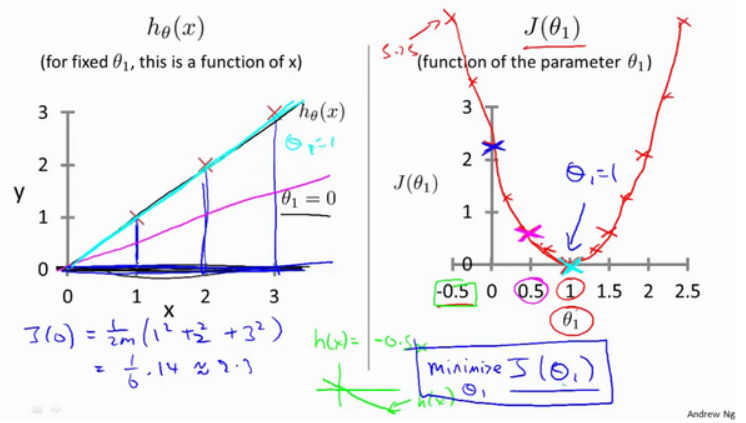 hθ(x)
(for fixed θ₁, this is a function of x)
3
2
1
0
y
0 1 2 3
x
hθ(x)
θ₁=1
θ₁ = 0
J(0) = 1/2m (1² + 2² + 3²)
= 1/6 · 14 ≈ 2.3
J(θ₁)
(function of the parameter θ₁)
5.25
3
2
1
0
J(θ₁)
θ₁=1
-0.5 0 0.5 1 1.5 2 2.5
θ₁
h(x) = -0.5x
h(x)
minimize J(θ₁)
θ₁
Andrew Ng